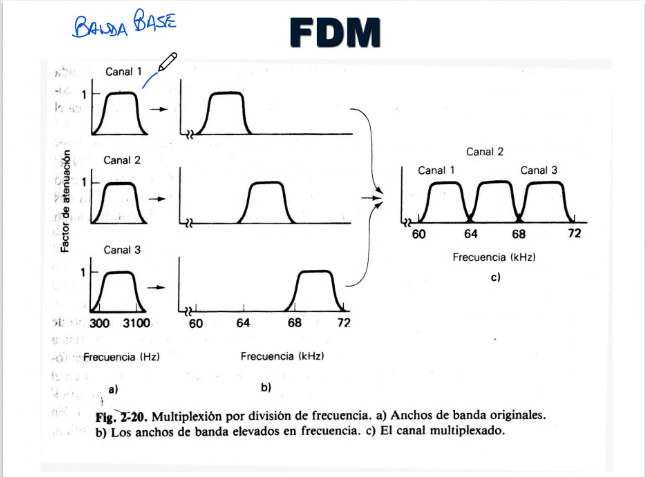 BANDA BASE
FDM
Canal 1
1
Canal 2
1
Canal 3
1
Factor de atenuación
300 3100
Frecuencia (Hz)
a)
60 64 68 72
Frecuencia (kHz)
b)
Canal 2
Canal 1 Canal 3
60 64 68 72
Frecuencia (kHz)
c)
Fig. 2-20. Multiplexión por división de frecuencia. a) Anchos de banda originales.
b) Los anchos de banda elevados en frecuencia. c) El canal multiplexado.